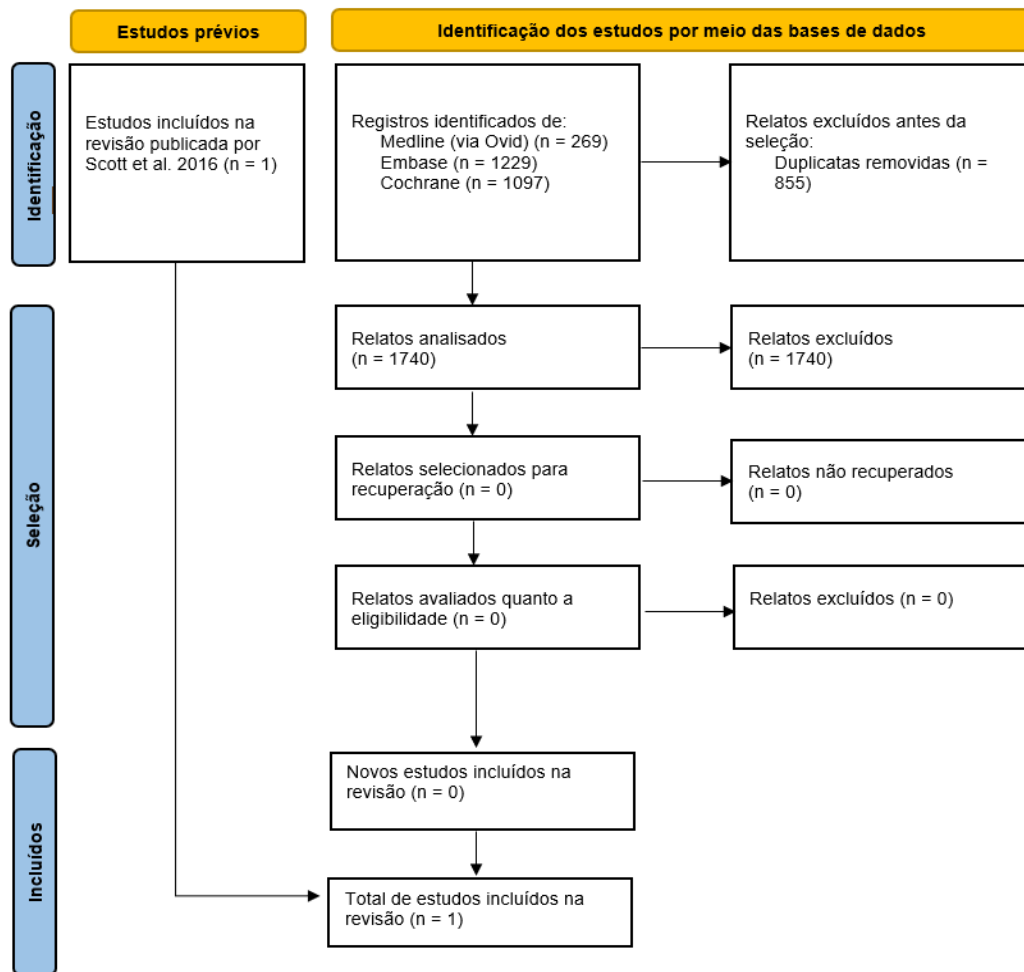 Estudos prévios
Identificação dos estudos por meio das bases de dados
Identificação
Estudos incluídos na
revisão publicada por
Scott et al. 2016 (n = 1)
Registros identificados de:
Medline (via Ovid) (n = 269)
Embase (n = 1229)
Cochrane (n = 1097)
Relatos excluídos antes da
seleção:
Duplicatas removidas (n =
855)
Seleção
Relatos analisados
(n = 1740)
Relatos excluídos
(n = 1740)
Relatos selecionados para
recuperação (n = 0)
Relatos não recuperados
(n = 0)
Relatos avaliados quanto a
eligibilidade (n = 0)
Relatos excluídos (n = 0)
Incluídos
Novos estudos incluídos na
revisão (n = 0)
Total de estudos incluídos na
revisão (n = 1)